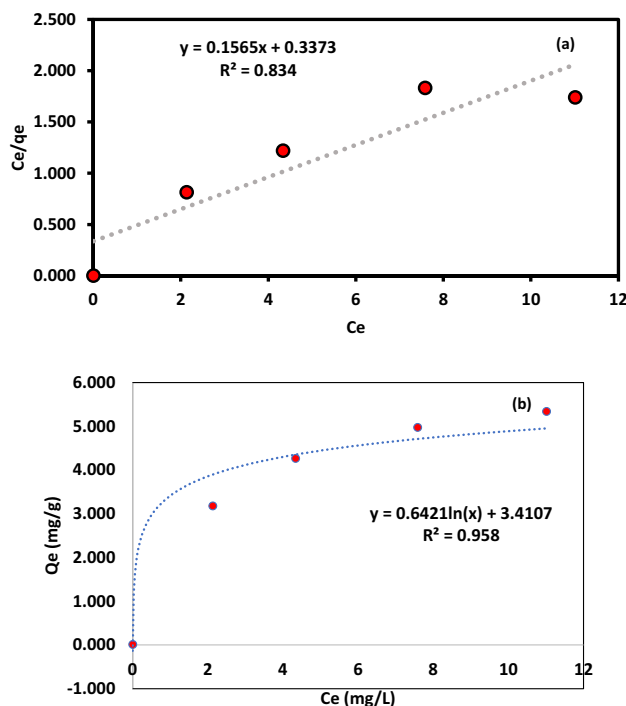 y = 0.1565x + 0.3373
R² = 0.834
(a)
2.500
2.000
1.500
1.000
0.500
0.000
Ce/qe
0 2 4 6 8 10 12
Ce
6.000
5.000
4.000
3.000
2.000
1.000
0.000
-1.000
Qe (mg/g)
(b)
y = 0.6421ln(x) + 3.4107
R² = 0.958
0 2 4 6 8 10 12
Ce (mg/L)